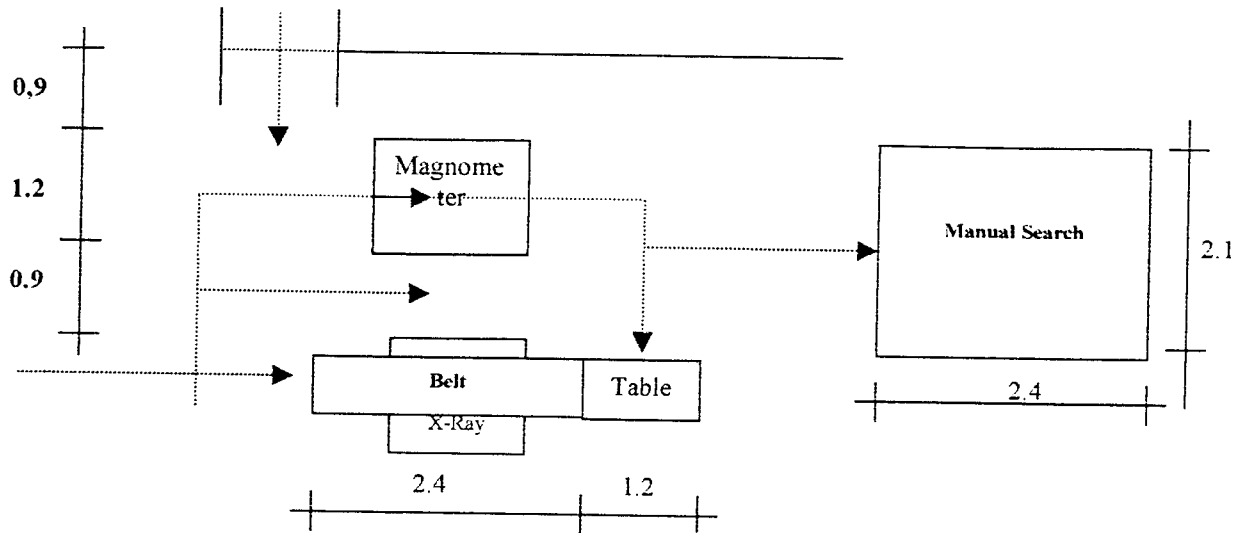 0,9
1.2
0.9
Magnome
ter
Manual Search
2.1
Belt
Table
X-Ray
2.4
2.4
1.2